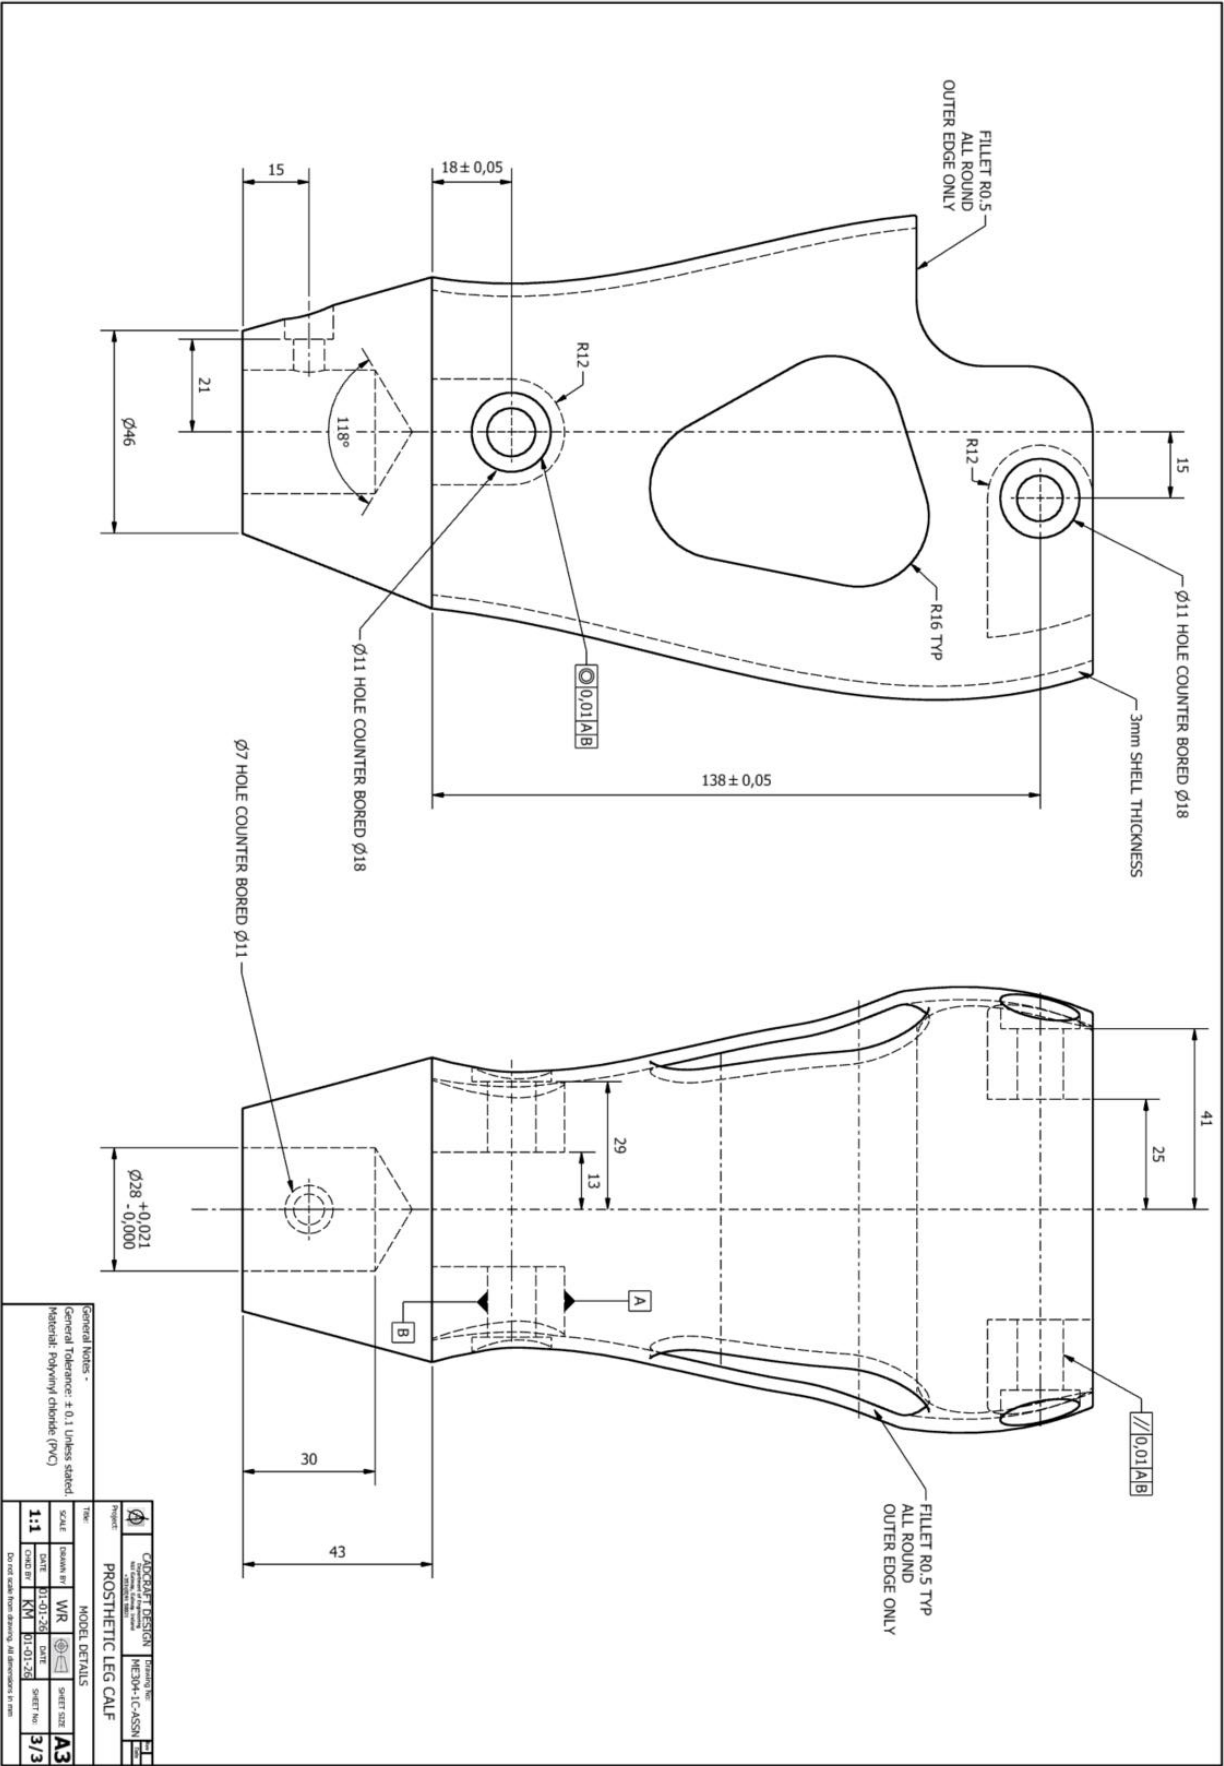 FILLET R0.5
ALL ROUND
OUTER EDGE ONLY
15
18± 0,05
R12
R12
15
Ø11 HOLE COUNTER BORED Ø18
21
118°
Ø46
R16 TYP
3mm SHELL THICKNESS
◎ 0,01 A B
Ø11 HOLE COUNTER BORED Ø18
138± 0,05
Ø7 HOLE COUNTER BORED Ø11
41
25
29
13
Ø28 +0,021
-0,000
A
B
// 0,01 A B
FILLET R0.5 TYP
ALL ROUND
OUTER EDGE ONLY
30
43
General Notes -
General Tolerance: ± 0.1 Unless stated.
Material: Polyvinyl chloride (PVC)
CADCRAFT DESIGN
Drawing No:
ME304-1C-ASSN
Project:
PROSTHETIC LEG CALF
Title:
MODEL DETAILS
SCALE
1:1
DRAWN BY
WR
DATE
01-01-26
CHKD BY
KM
DATE
01-01-26
SHEET SIZE
A3
SHEET No:
3/3
Do not scale from drawing. All dimensions in mm